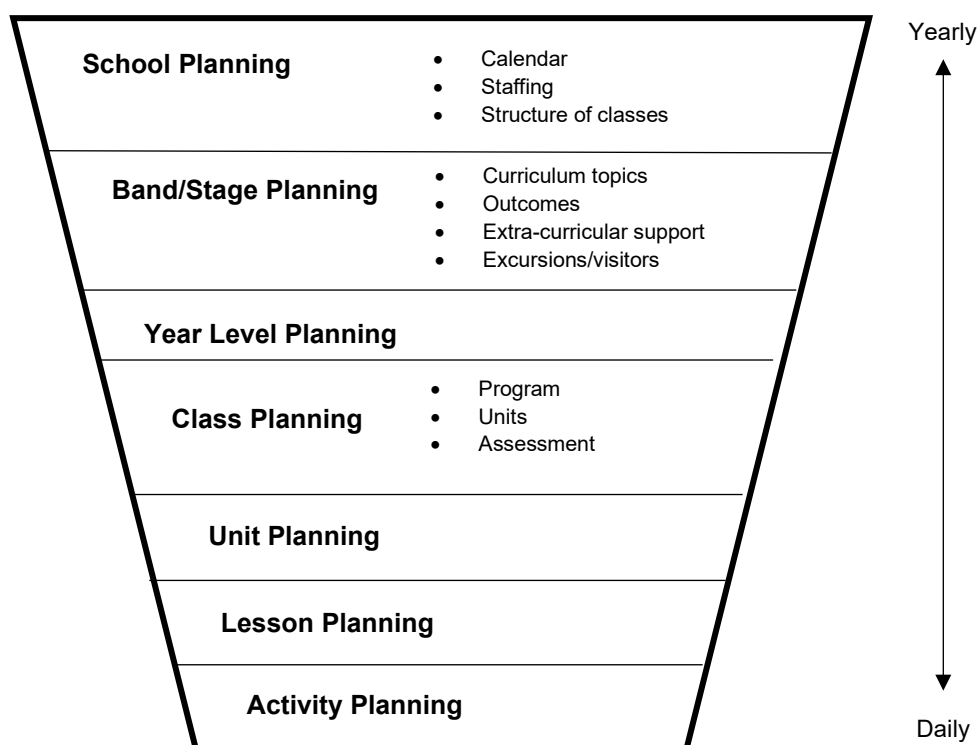 Yearly
School Planning
• Calendar
• Staffing
• Structure of classes
Band/Stage Planning
• Curriculum topics
• Outcomes
• Extra-curricular support
• Excursions/visitors
Year Level Planning
Class Planning
• Program
• Units
• Assessment
Unit Planning
Lesson Planning
Activity Planning
Daily